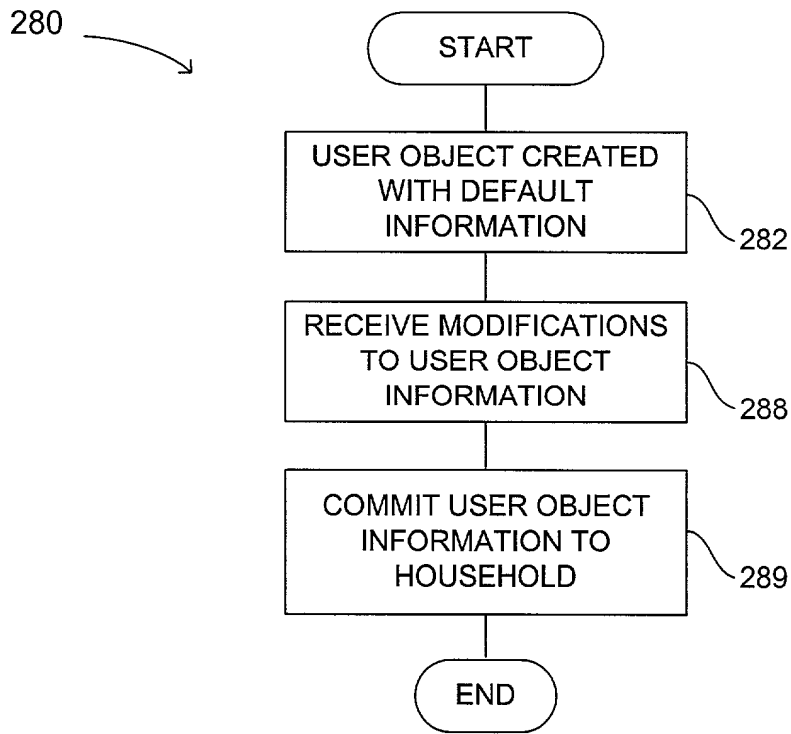 280
START
USER OBJECT CREATED
WITH DEFAULT
INFORMATION
282
RECEIVE MODIFICATIONS
TO USER OBJECT
INFORMATION
288
COMMIT USER OBJECT
INFORMATION TO
HOUSEHOLD
289
END